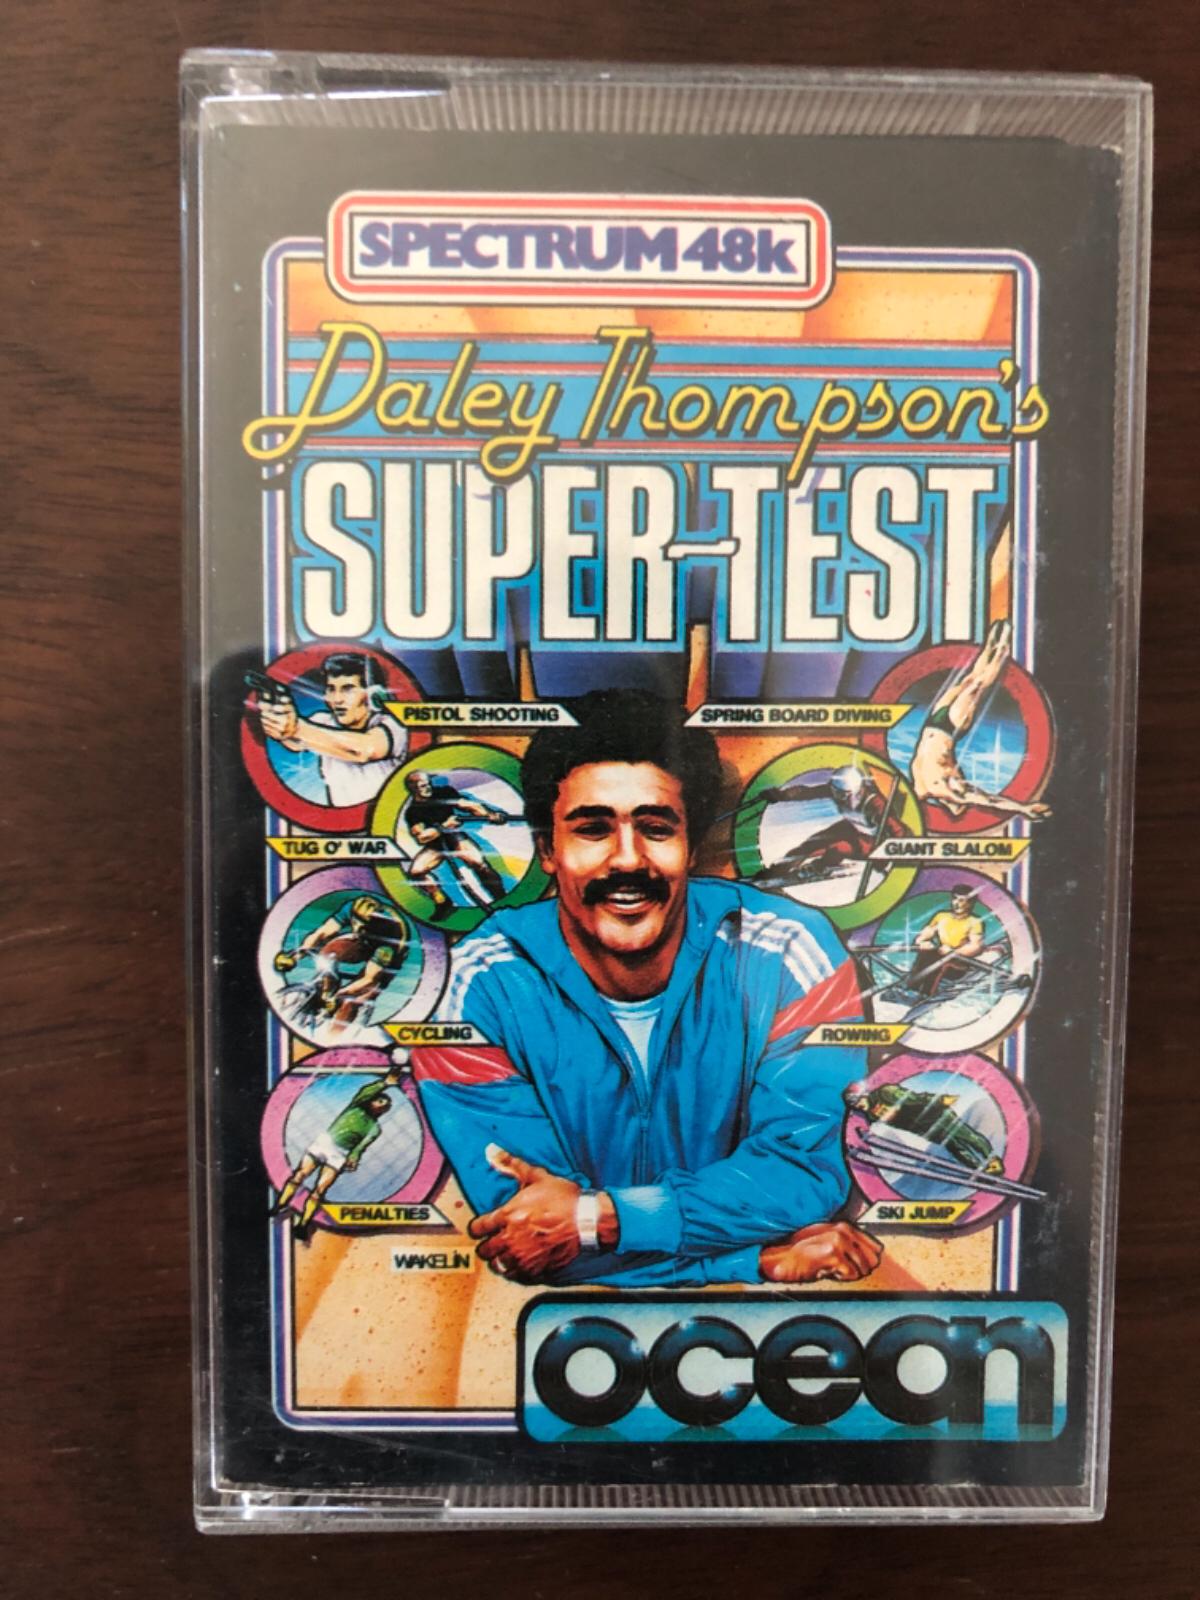 SPECTRUM 48K
Daley Thompson's
SUPER-TEST
PISTOL SHOOTING
SPRING BOARD DIVING
TUG O' WAR
GIANT SLALOM
CYCLING
ROWING
PENALTIES
SKI JUMP
WAKELIN
ocean